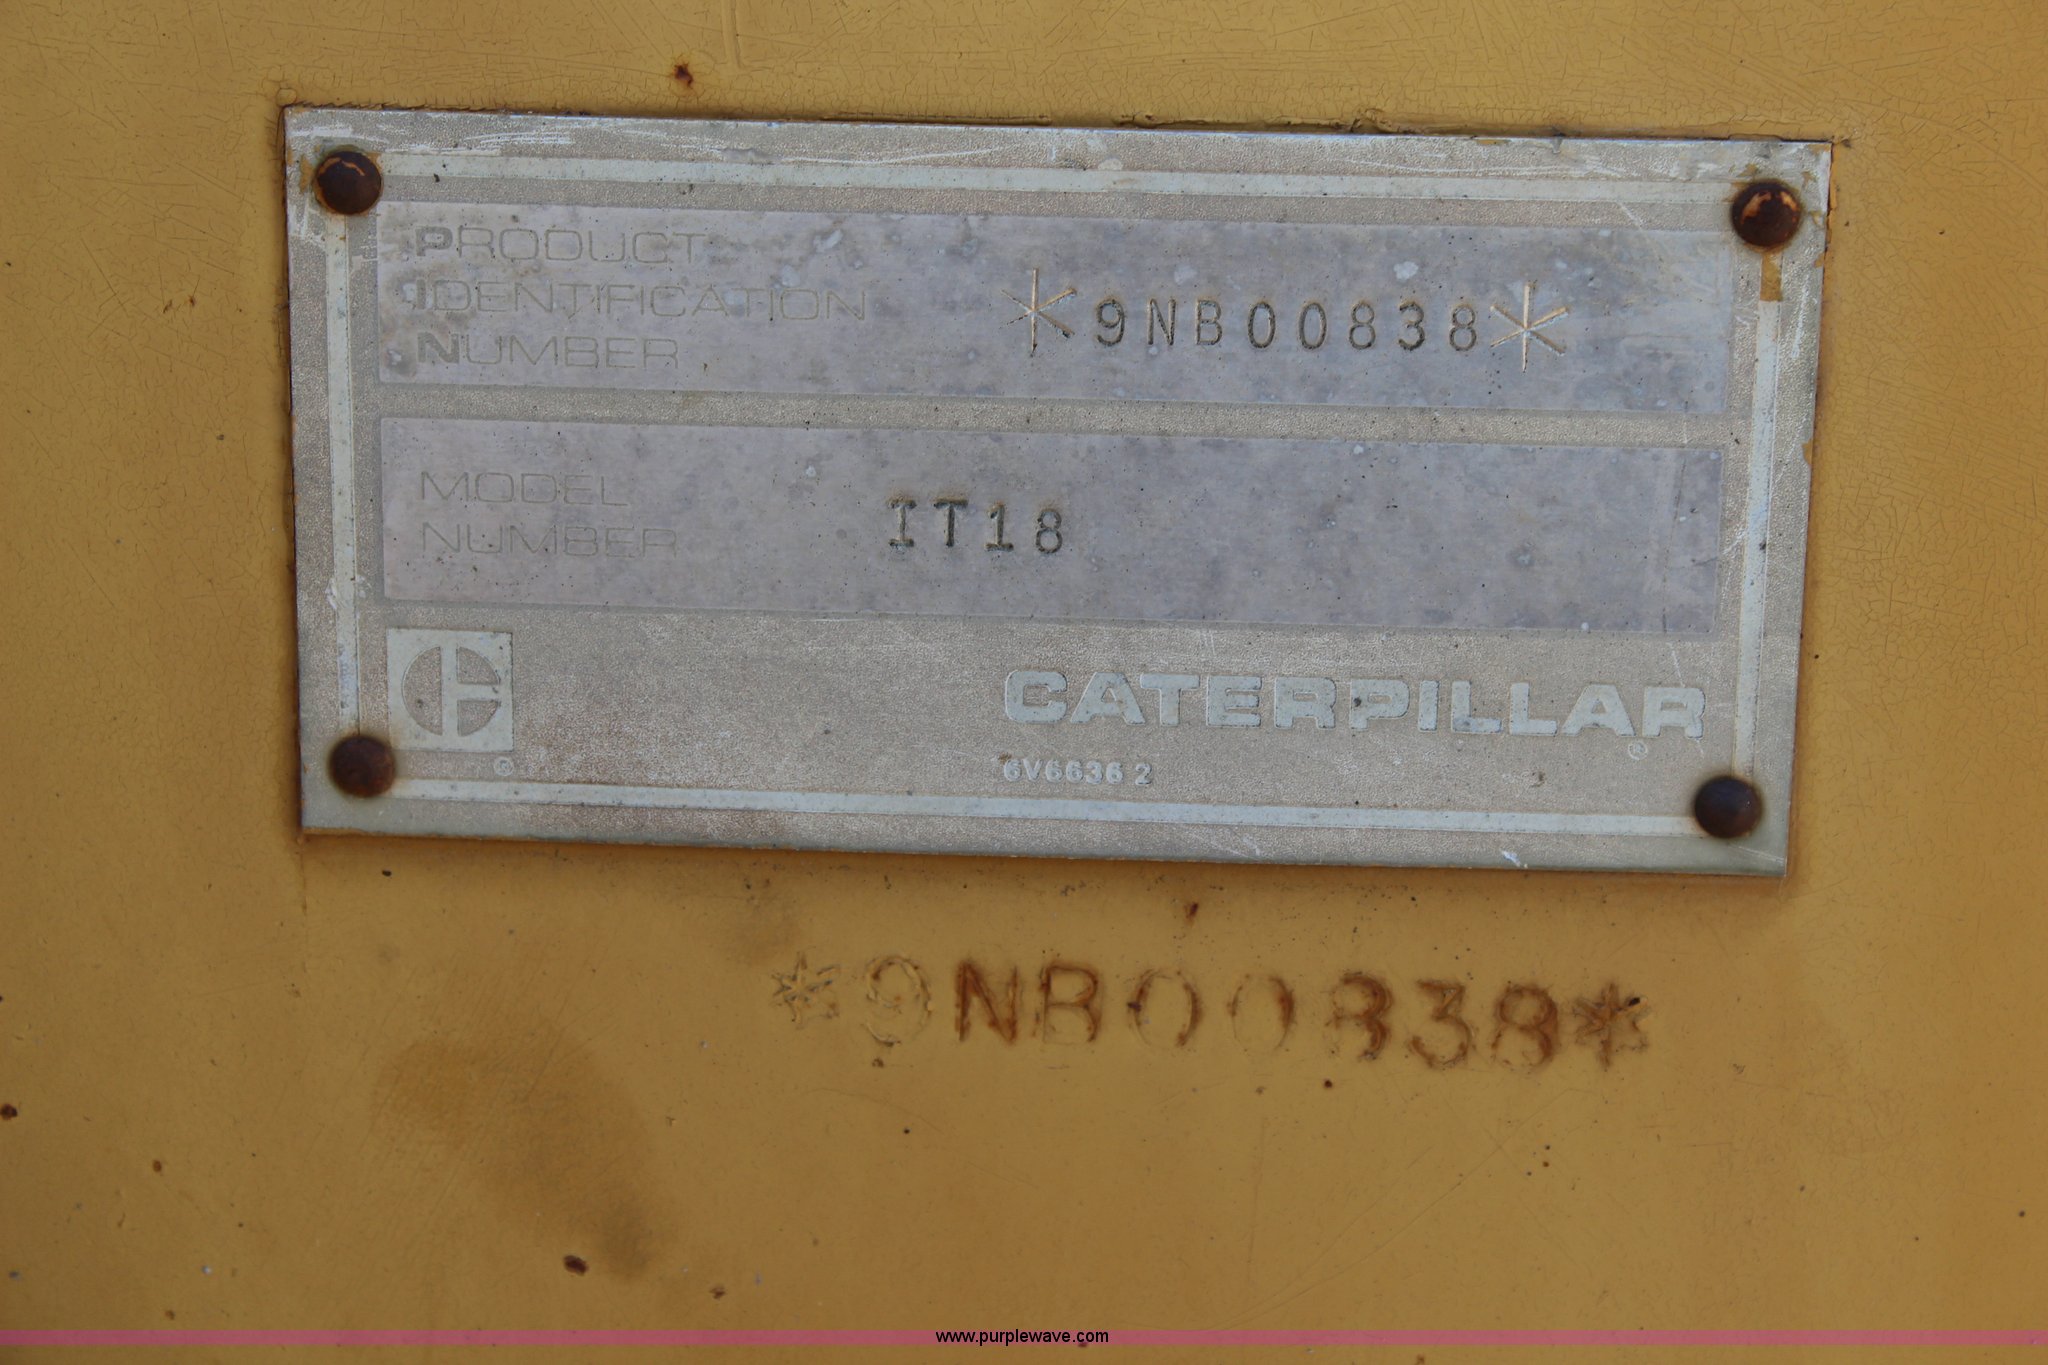 PRODUCT
IDENTIFICATION
NUMBER
*9NB00838*
MODEL
NUMBER
IT18
CATERPILLAR®
®
6V6636 2
*9NB00838*
www.purplewave.com